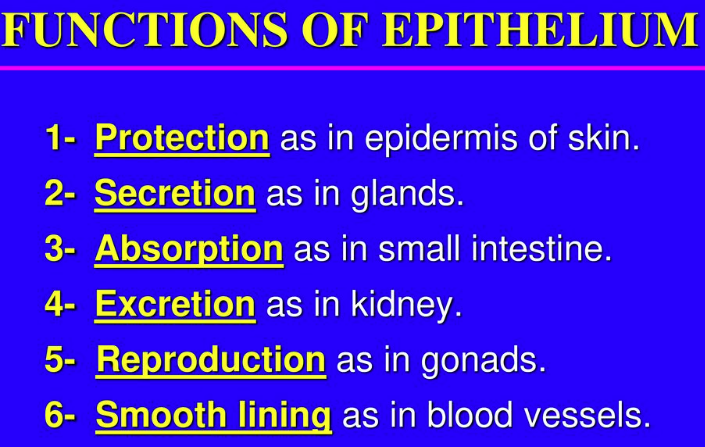 FUNCTIONS OF EPITHELIUM
1- Protection as in epidermis of skin.
2- Secretion as in glands.
3- Absorption as in small intestine.
4- Excretion as in kidney.
5- Reproduction as in gonads.
6- Smooth lining as in blood vessels.